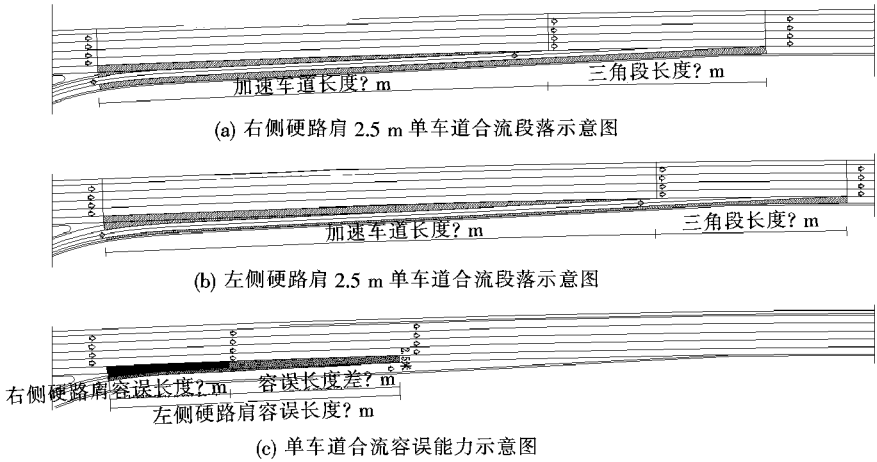 加速车道长度? m
三角段长度? m
(a) 右侧硬路肩 2.5 m 单车道合流段落示意图
加速车道长度? m
三角段长度? m
(b) 左侧硬路肩 2.5 m 单车道合流段落示意图
2.5米
右侧硬路肩容误长度? m
容误长度差? m
左侧硬路肩容误长度? m
(c) 单车道合流容误能力示意图